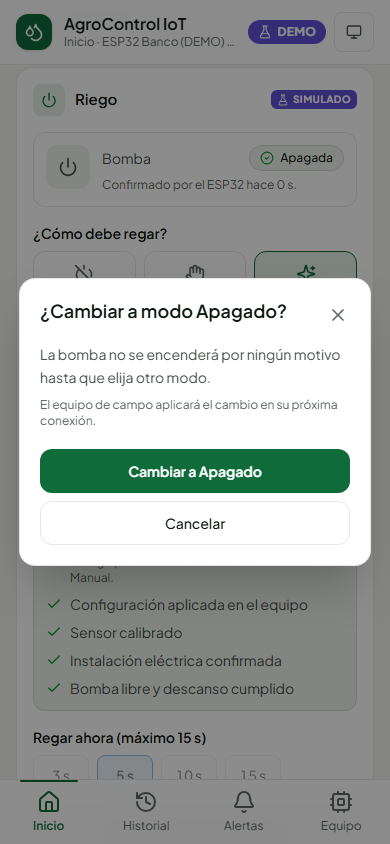 AgroControl IoT
Inicio · ESP32 Banco (DEMO) ...
DEMO
Riego
SIMULADO
Bomba
Apagada
Confirmado por el ESP32 hace 0 s.
¿Cómo debe regar?
¿Cambiar a modo Apagado?
La bomba no se encenderá por ningún motivo
hasta que elija otro modo.
El equipo de campo aplicará el cambio en su próxima
conexión.
Cambiar a Apagado
Cancelar
Manual.
Configuración aplicada en el equipo
Sensor calibrado
Instalación eléctrica confirmada
Bomba libre y descanso cumplido
Regar ahora (máximo 15 s)
3 s
5 s
10 s
15 s
Inicio
Historial
Alertas
Equipo